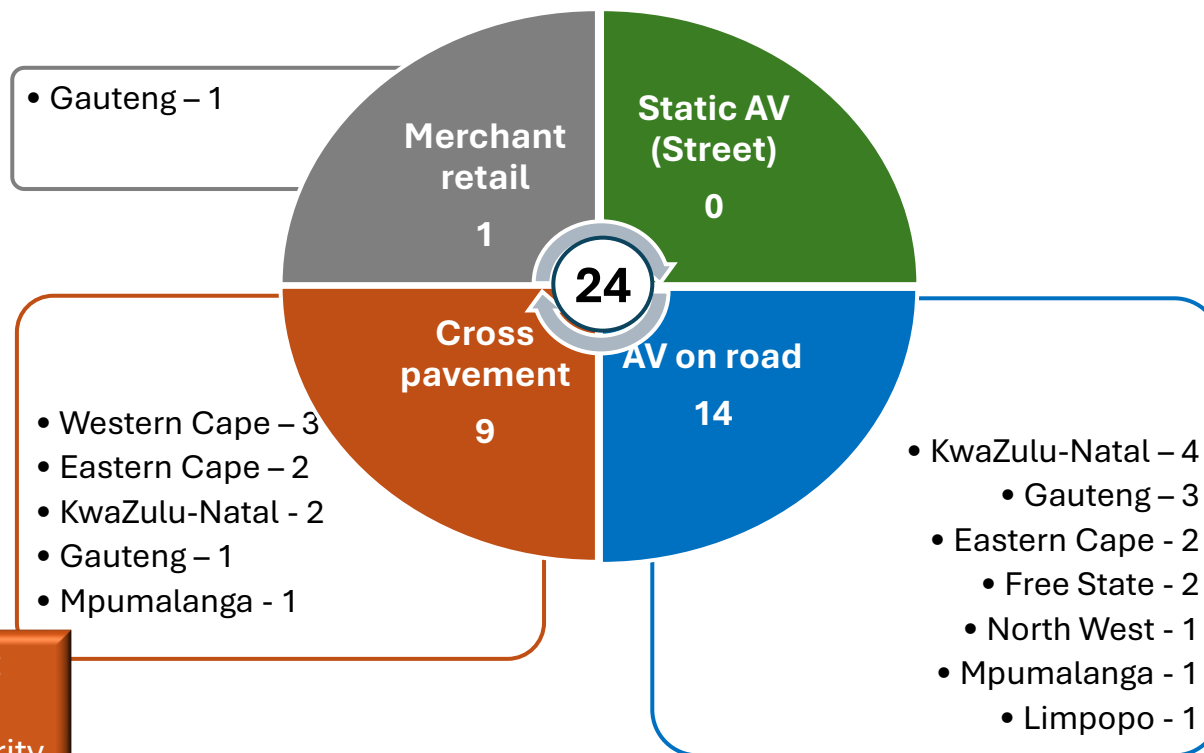 • Gauteng – 1
Merchant
retail
1
Static AV
(Street)
0
24
Cross
pavement
9
AV on road
14
• Western Cape – 3
• Eastern Cape – 2
• KwaZulu-Natal - 2
• Gauteng – 1
• Mpumalanga - 1
• KwaZulu-Natal – 4
• Gauteng – 3
• Eastern Cape - 2
• Free State - 2
• North West - 1
• Mpumalanga - 1
• Limpopo - 1